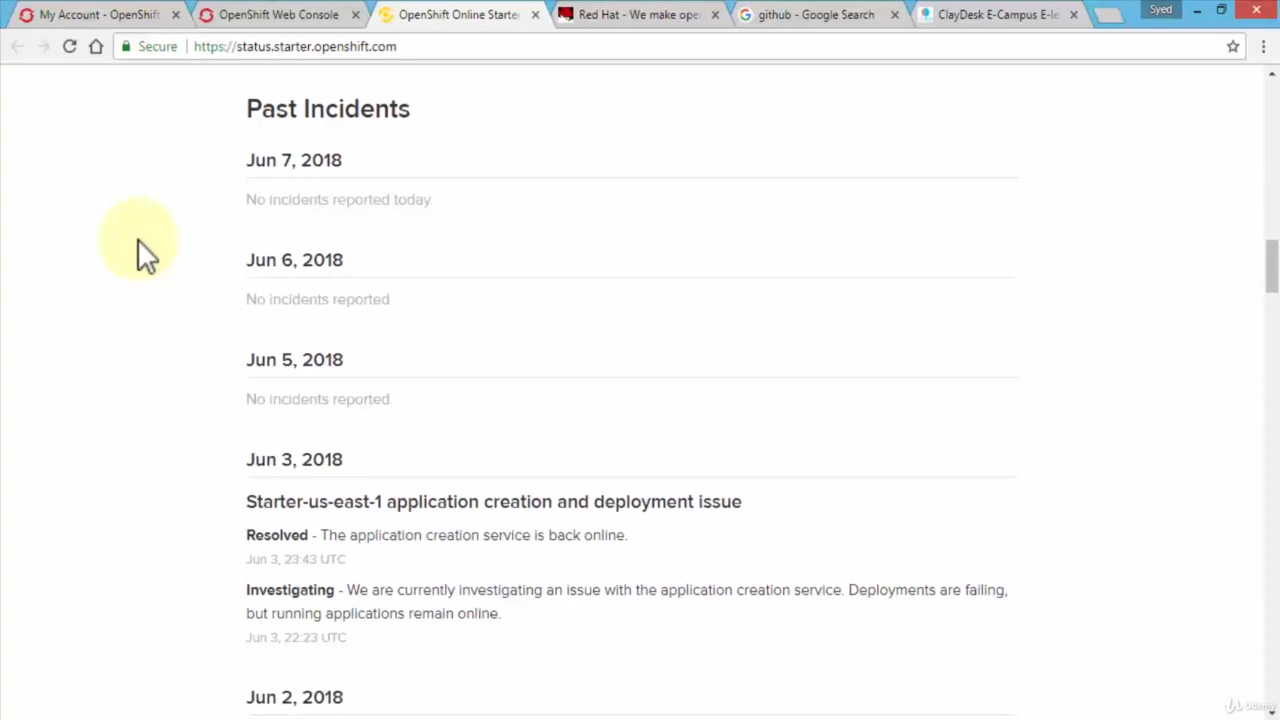 My Account - OpenShift
OpenShift Web Console
OpenShift Online Starte
Red Hat - We make ope
github - Google Search
ClayDesk E-Campus E-le
Syed
Secure
https://status.starter.openshift.com
Past Incidents
Jun 7, 2018
No incidents reported today.
Jun 6, 2018
No incidents reported.
Jun 5, 2018
No incidents reported.
Jun 3, 2018
Starter-us-east-1 application creation and deployment issue
Resolved - The application creation service is back online.
Jun 3, 23:43 UTC
Investigating - We are currently investigating an issue with the application creation service. Deployments are failing,
but running applications remain online.
Jun 3, 22:23 UTC
Jun 2, 2018
Udemy